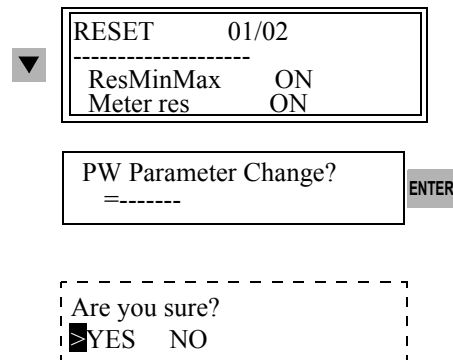 RESET 01/02
--------------------
ResMinMax ON
Meter res ON
PW Parameter Change?
=-------
ENTER
Are you sure?
>YES NO